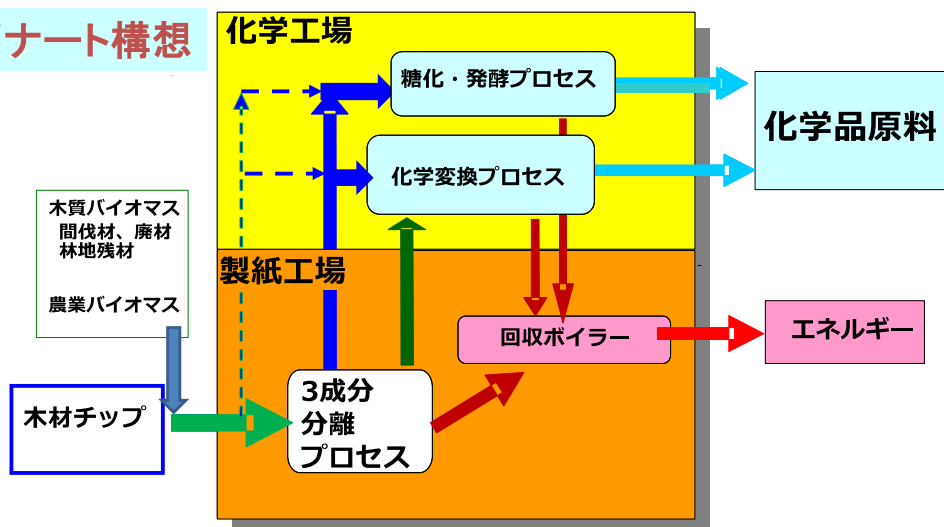 ナート構想
化学工場
糖化・発酵プロセス
化学変換プロセス
化学品原料
木質バイオマス
間伐材、廃材
林地残材
農業バイオマス
製紙工場
回収ボイラー
エネルギー
木材チップ
3成分
分離
プロセス